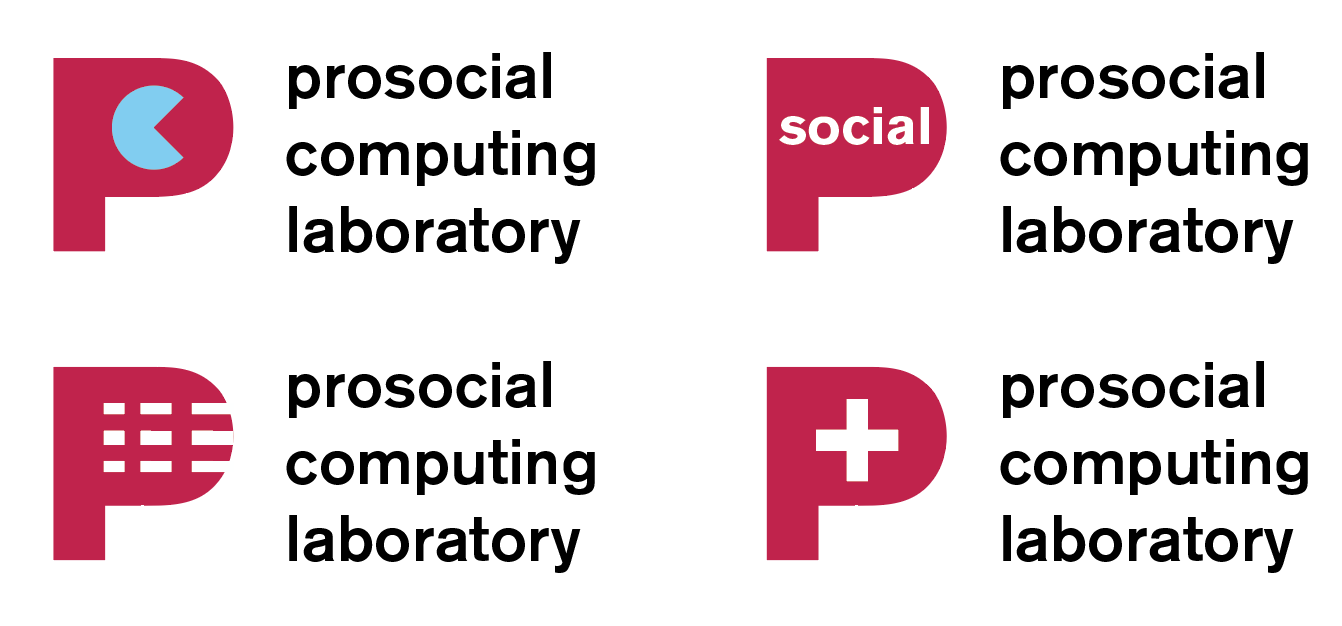 P prosocial
computing
laboratory
P social prosocial
computing
laboratory
P prosocial
computing
laboratory
P prosocial
computing
laboratory